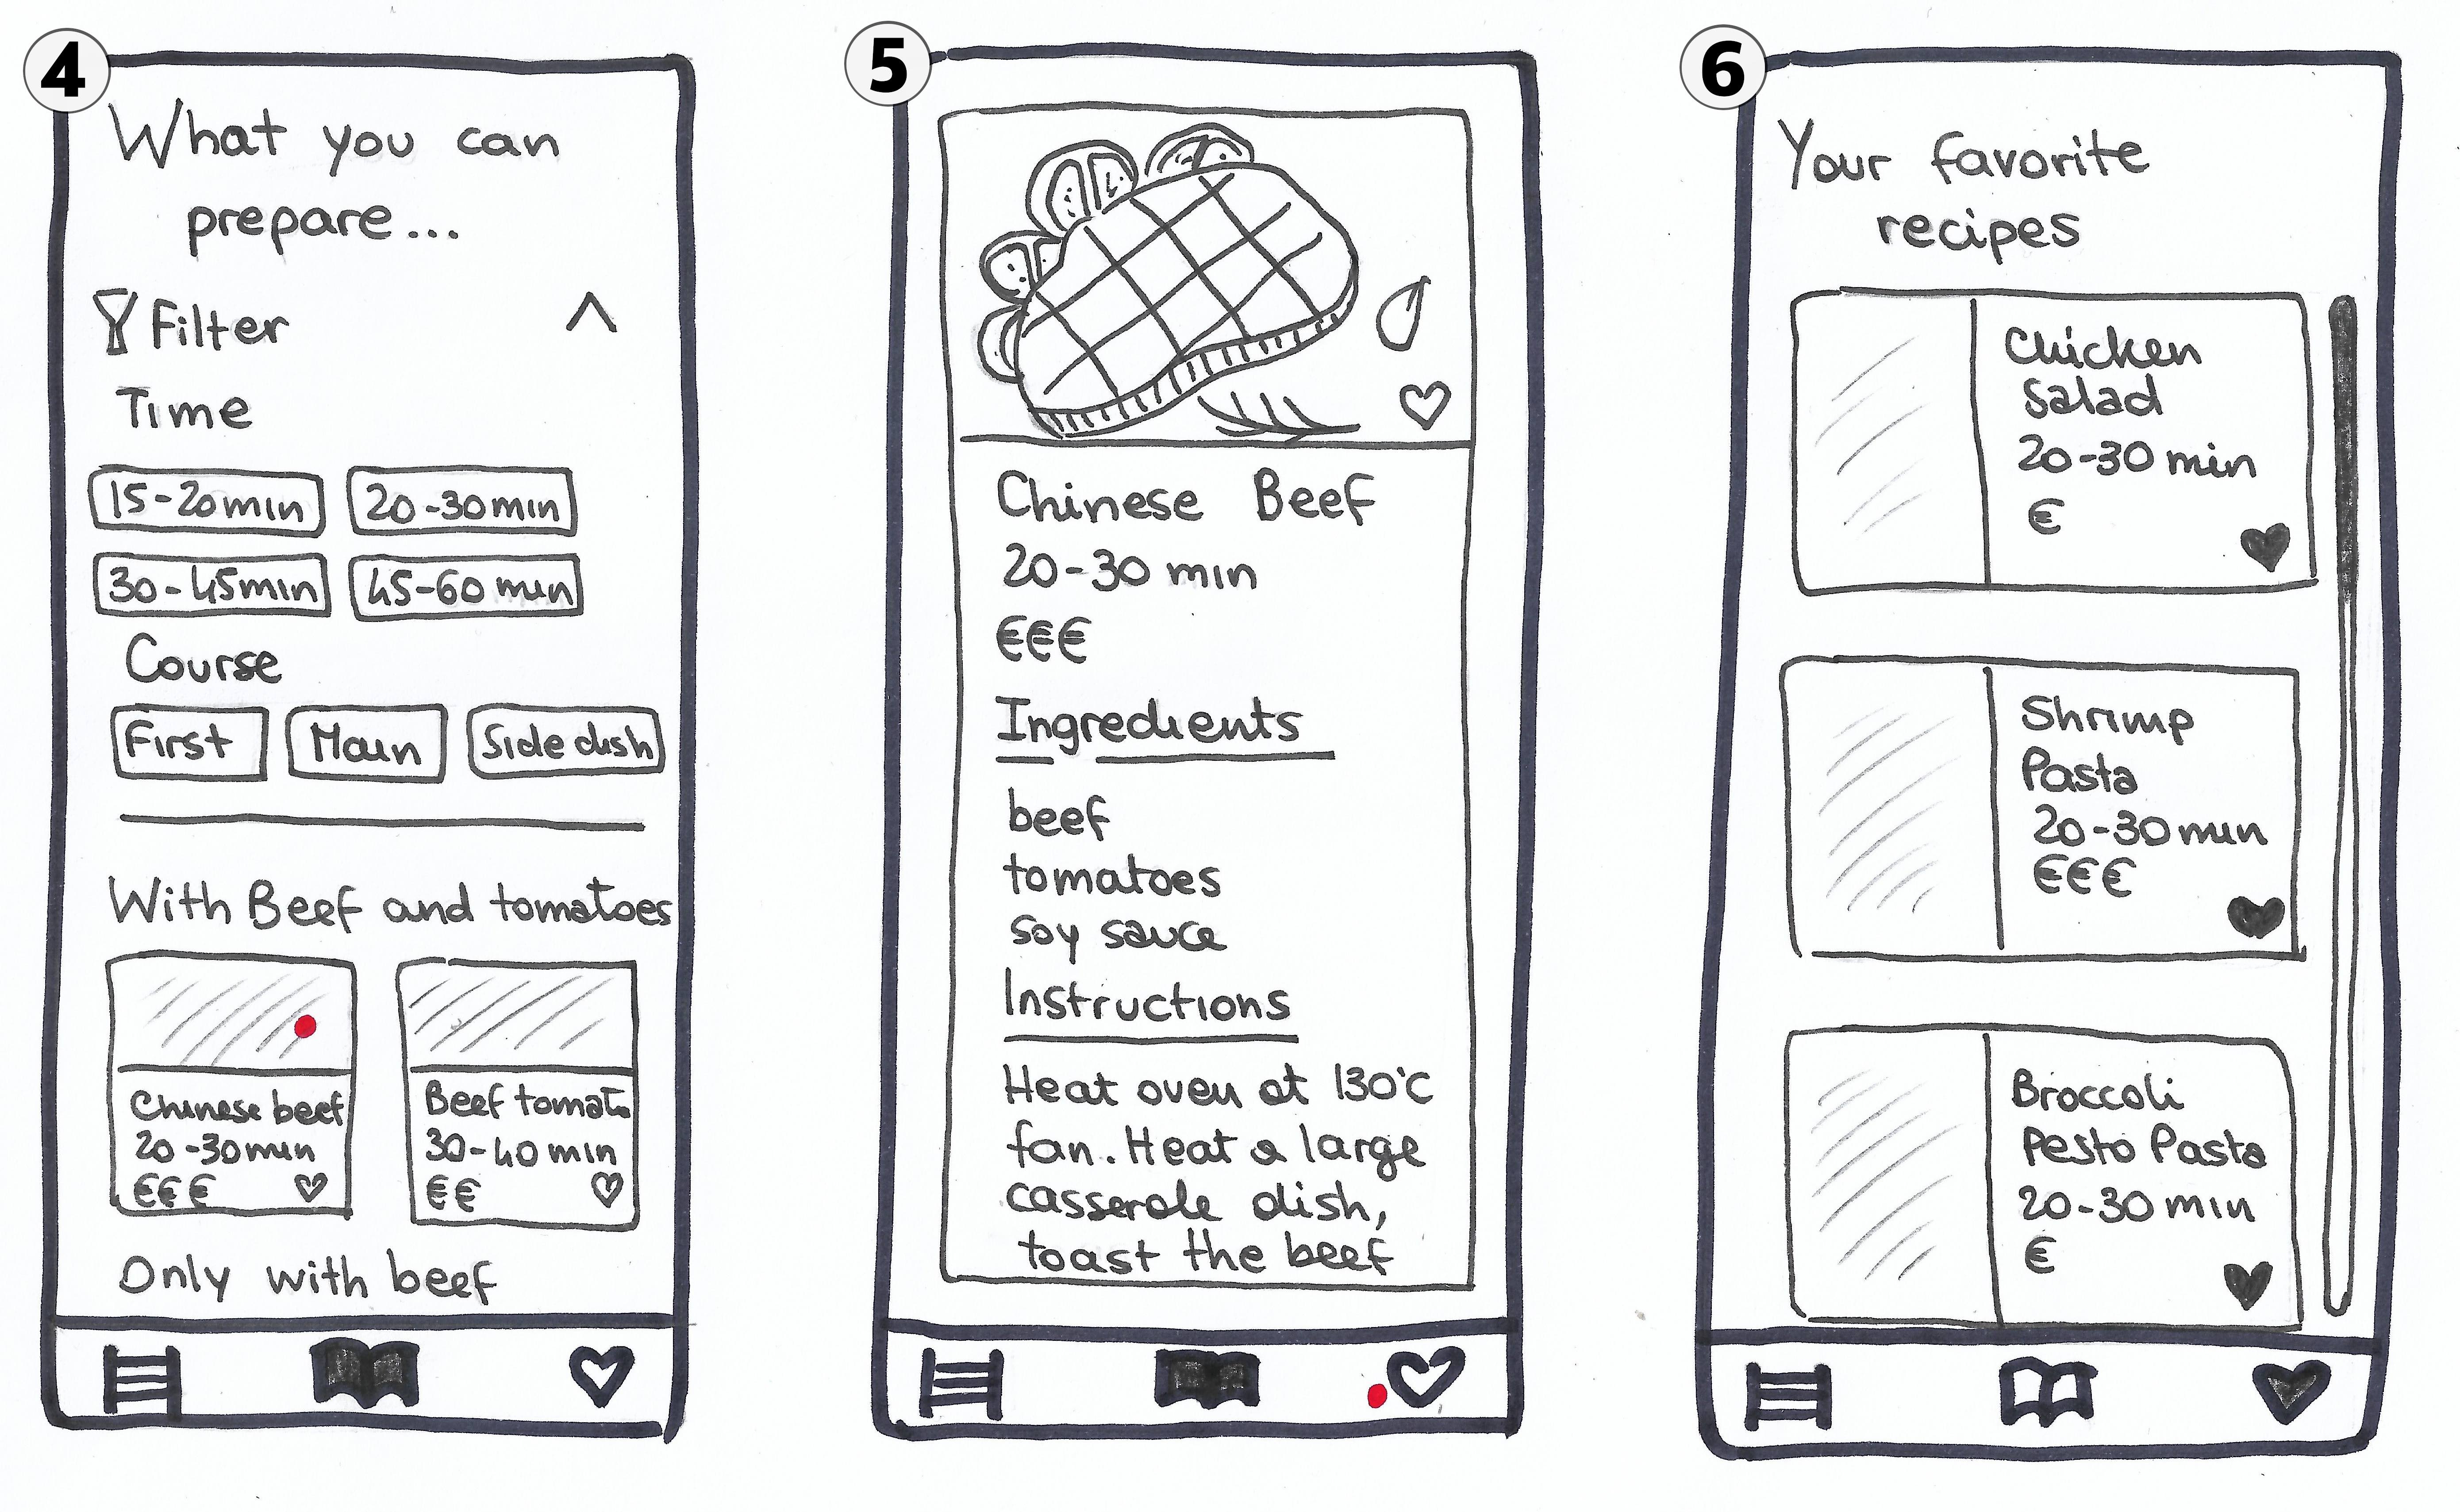 4
What you can
prepare...
Filter
Time
15-20min
20-30min
30-45min
45-60 min
Course
First
Main
Side dish
With Beef and tomatoes
Chinese beef
20-30min
€€€
Beef tomato
30-40 min
€€
Only with beef
5
Chinese Beef
20-30 min
€€€
Ingredients
beef
tomatoes
soy sauce
Instructions
Heat oven at 130°C
fan. Heat a large
casserole dish,
toast the beef
6
Your favorite
recipes
Chicken
Salad
20-30 min
€
Shrimp
Pasta
20-30 min
€€€
Broccoli
Pesto Pasta
20-30 min
€